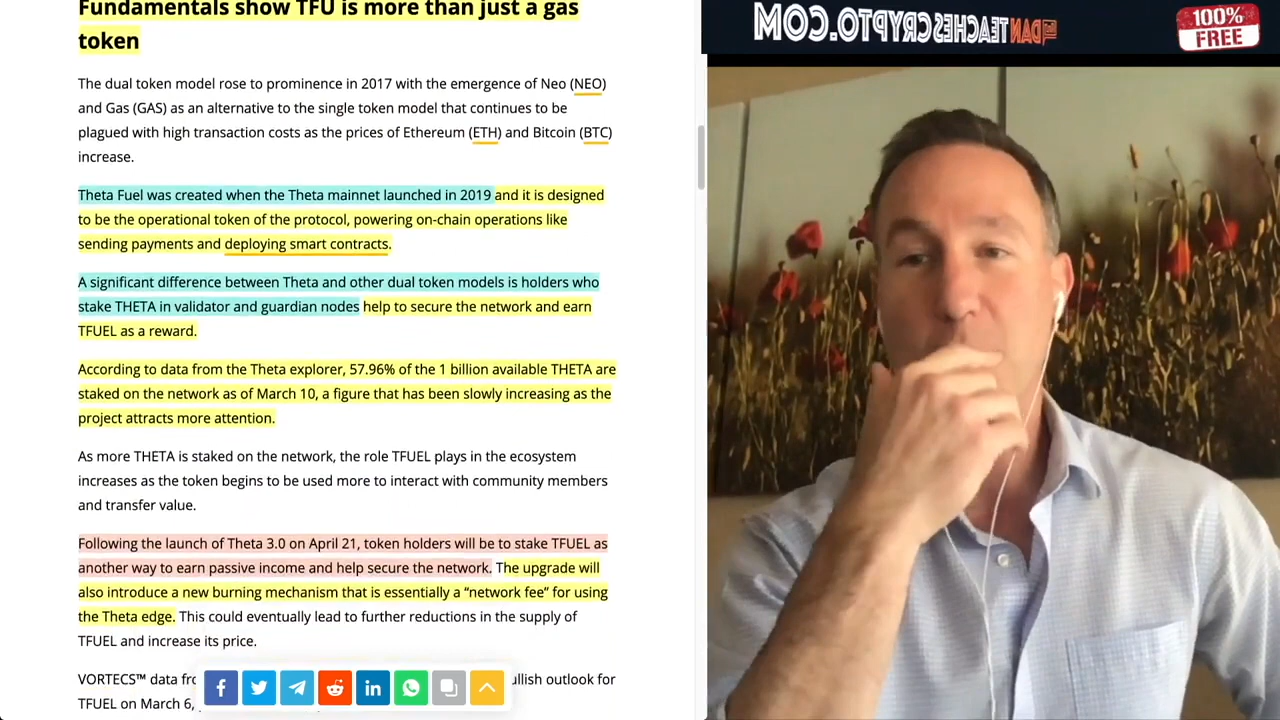 Fundamentals show TFU is more than just a gas
token
The dual token model rose to prominence in 2017 with the emergence of Neo (NEO)
and Gas (GAS) as an alternative to the single token model that continues to be
plagued with high transaction costs as the prices of Ethereum (ETH) and Bitcoin (BTC)
increase.
Theta Fuel was created when the Theta mainnet launched in 2019 and it is designed
to be the operational token of the protocol, powering on-chain operations like
sending payments and deploying smart contracts.
A significant difference between Theta and other dual token models is holders who
stake THETA in validator and guardian nodes help to secure the network and earn
TFUEL as a reward.
According to data from the Theta explorer, 57.96% of the 1 billion available THETA are
staked on the network as of March 10, a figure that has been slowly increasing as the
project attracts more attention.
As more THETA is staked on the network, the role TFUEL plays in the ecosystem
increases as the token begins to be used more to interact with community members
and transfer value.
Following the launch of Theta 3.0 on April 21, token holders will be to stake TFUEL as
another way to earn passive income and help secure the network. The upgrade will
also introduce a new burning mechanism that is essentially a “network fee” for using
the Theta edge. This could eventually lead to further reductions in the supply of
TFUEL and increase its price.
VORTECS™ data ullish outlook for
TFUEL on March 6,
DANTEACHESCRYPTO.COM
100%
FREE